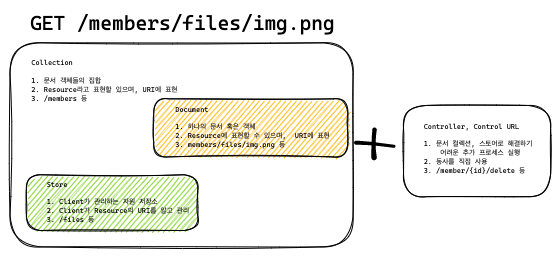 GET /members/files/img.png
Collection
1. 문서 객체들의 집합
2. Resource라고 표현할 있으며, URI에 표현
3. /members 등
Document
1. 하나의 문서 혹은 객체
2. Resource에 표현할 수 있으며, URI에 표현
3. members/files/img.png 등
Store
1. Client가 관리하는 자원 저장소
2. Client가 Resource의 URI를 알고 관리
3. /files 등
Controller, Control URL
1. 문서 컬렉션, 스토어로 해결하기
어려운 추가 프로세스 실행
2. 동사를 직접 사용
3. /member/{id}/delete 등